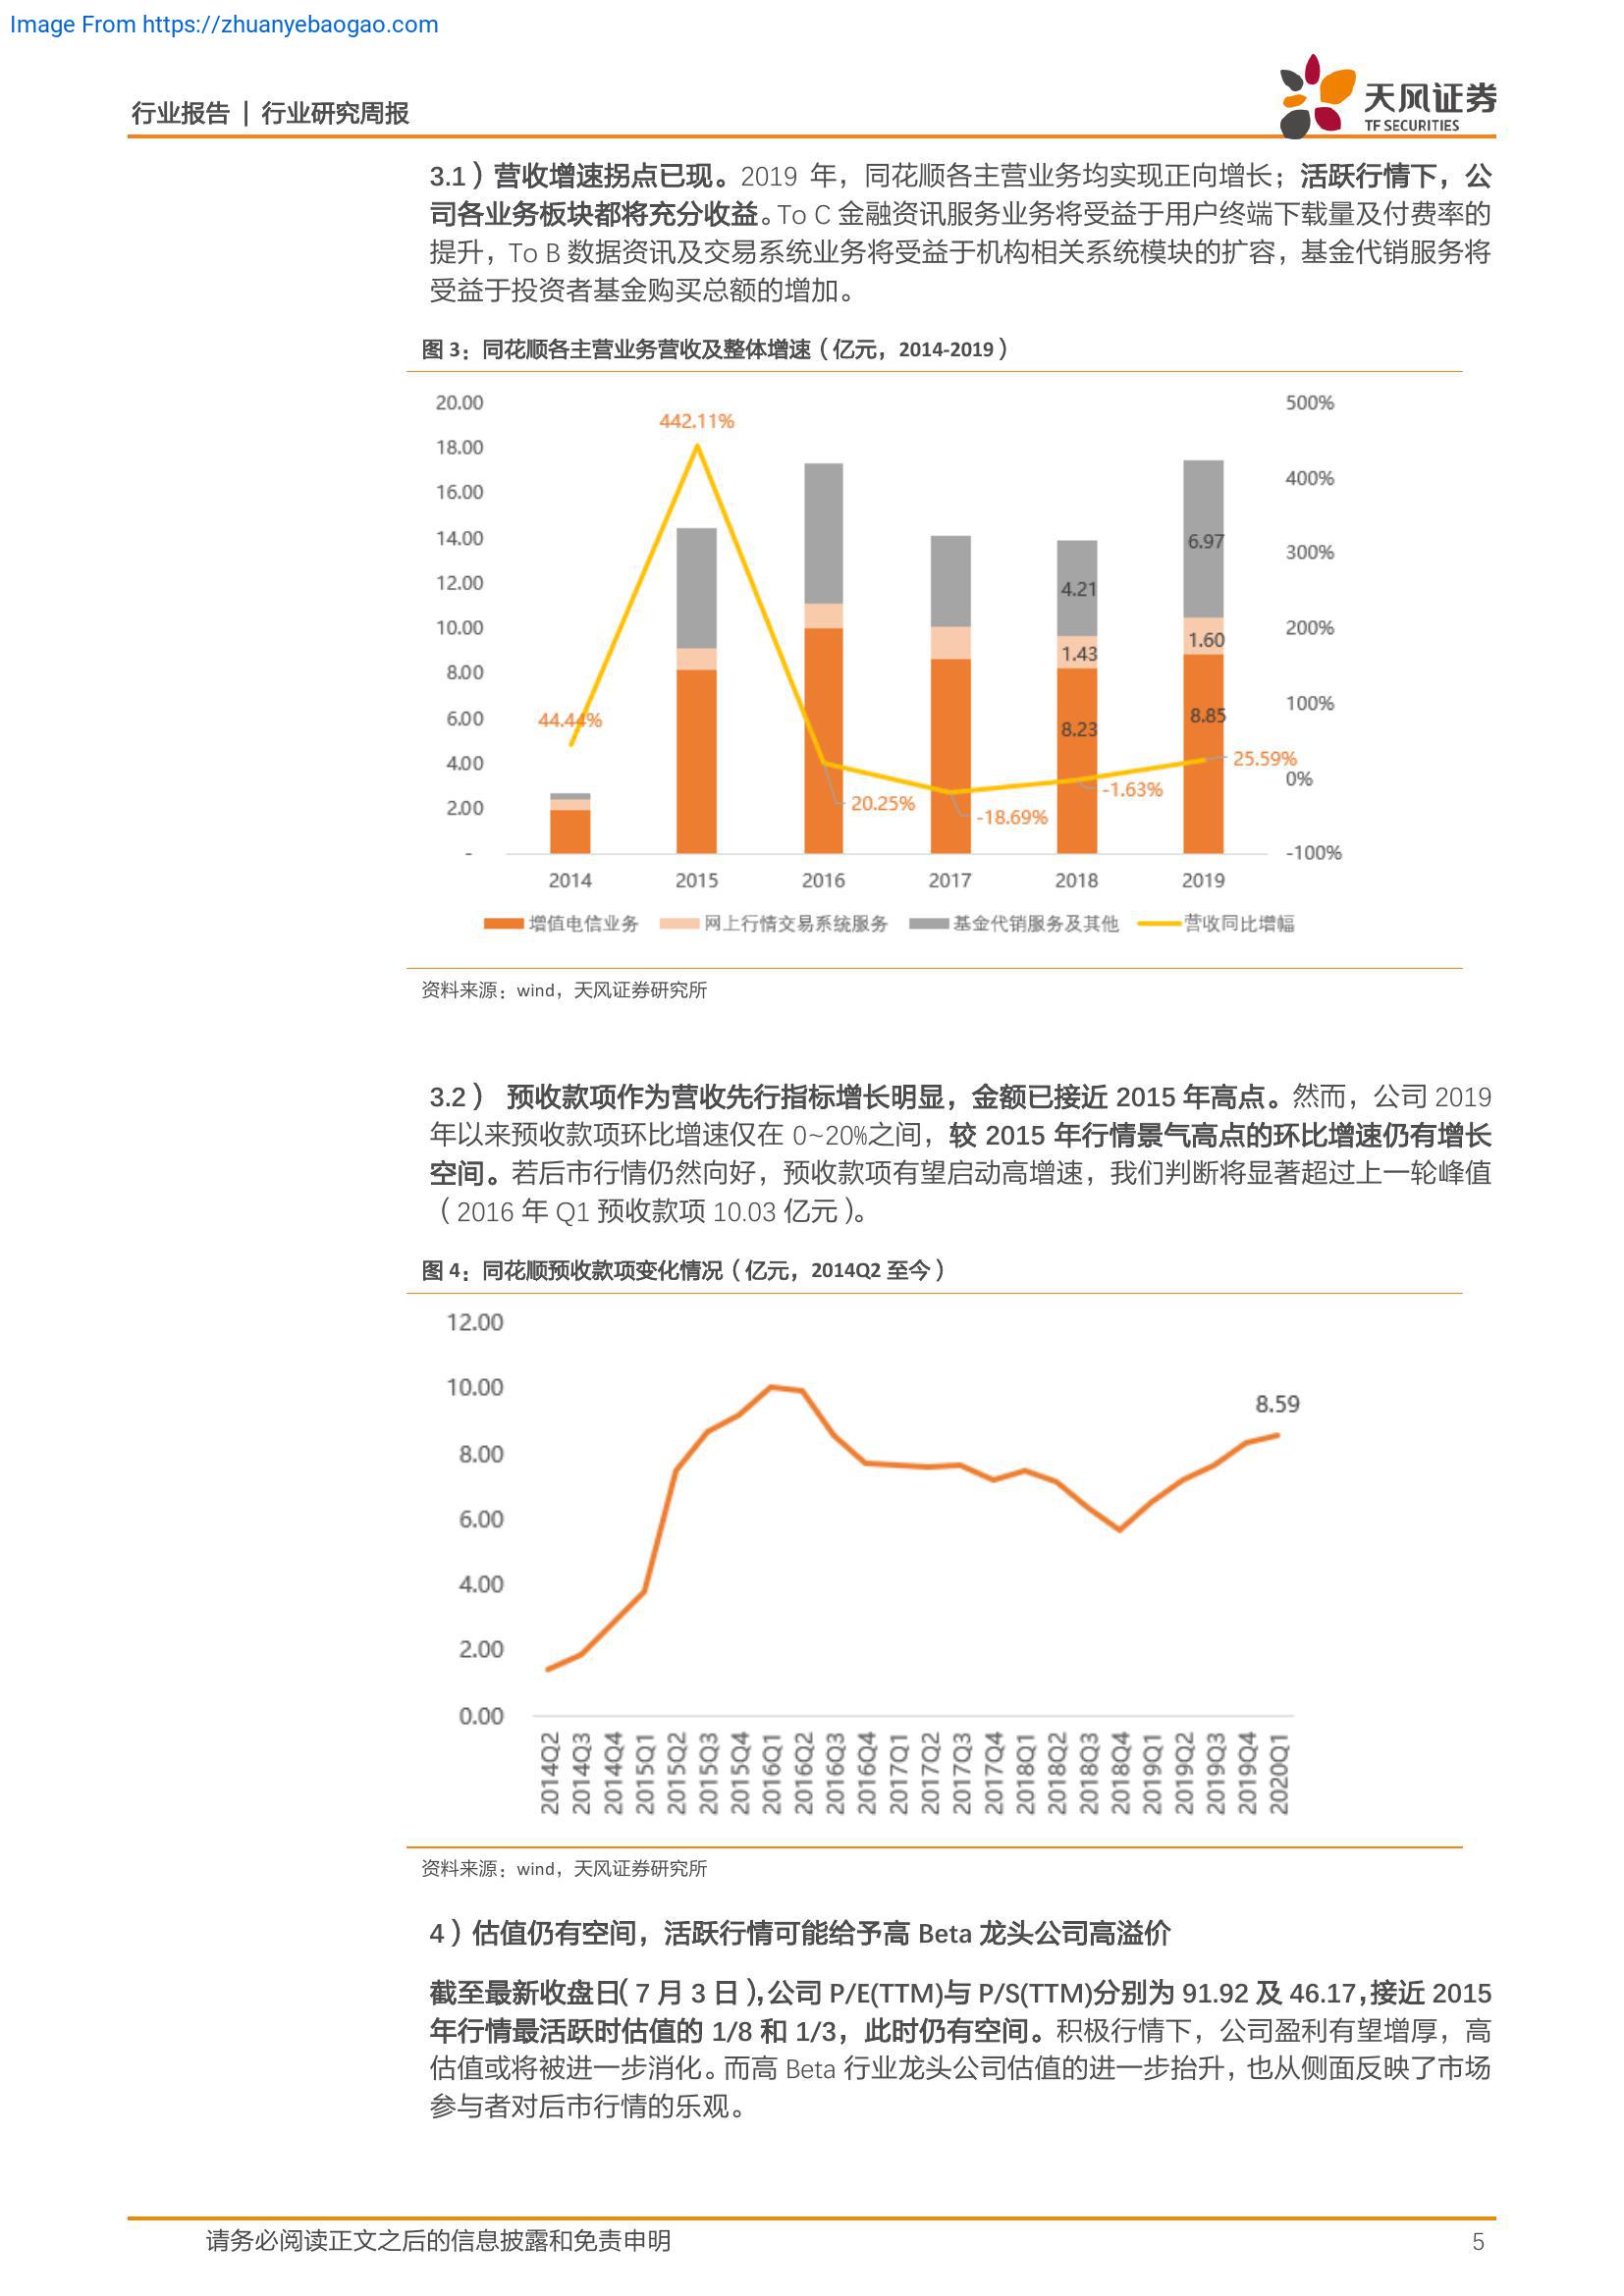 Image From https://zhuanyebaogao.com
行业报告 | 行业研究周报
天风证券
TF SECURITIES
3.1）营收增速拐点已现。2019 年，同花顺各主营业务均实现正向增长；活跃行情下，公
司各业务板块都将充分收益。To C 金融资讯服务业务将受益于用户终端下载量及付费率的
提升，To B 数据资讯及交易系统业务将受益于机构相关系统模块的扩容，基金代销服务将
受益于投资者基金购买总额的增加。
图 3：同花顺各主营业务营收及整体增速（亿元，2014-2019）
20.00
18.00
16.00
14.00
12.00
10.00
8.00
6.00
4.00
2.00
-
500%
400%
300%
200%
100%
0%
-100%
442.11%
44.44%
20.25%
-18.69%
-1.63%
25.59%
4.21
1.43
8.23
6.97
1.60
8.85
2014 2015 2016 2017 2018 2019
增值电信业务 网上行情交易系统服务 基金代销服务及其他 营收同比增幅
资料来源：wind，天风证券研究所
3.2） 预收款项作为营收先行指标增长明显，金额已接近 2015 年高点。然而，公司 2019
年以来预收款项环比增速仅在 0~20%之间，较 2015 年行情景气高点的环比增速仍有增长
空间。若后市行情仍然向好，预收款项有望启动高增速，我们判断将显著超过上一轮峰值
（2016 年 Q1 预收款项 10.03 亿元）。
图 4：同花顺预收款项变化情况（亿元，2014Q2 至今）
12.00
10.00
8.00
6.00
4.00
2.00
0.00
8.59
2014Q2 2014Q3 2014Q4 2015Q1 2015Q2 2015Q3 2015Q4 2016Q1 2016Q2 2016Q3 2016Q4 2017Q1 2017Q2 2017Q3 2017Q4 2018Q1 2018Q2 2018Q3 2018Q4 2019Q1 2019Q2 2019Q3 2019Q4 2020Q1
资料来源：wind，天风证券研究所
4）估值仍有空间，活跃行情可能给予高 Beta 龙头公司高溢价
截至最新收盘日（7 月 3 日），公司 P/E(TTM)与 P/S(TTM)分别为 91.92 及 46.17，接近 2015
年行情最活跃时估值的 1/8 和 1/3，此时仍有空间。积极行情下，公司盈利有望增厚，高
估值或将被进一步消化。而高 Beta 行业龙头公司估值的进一步抬升，也从侧面反映了市场
参与者对后市行情的乐观。
请务必阅读正文之后的信息披露和免责申明
5